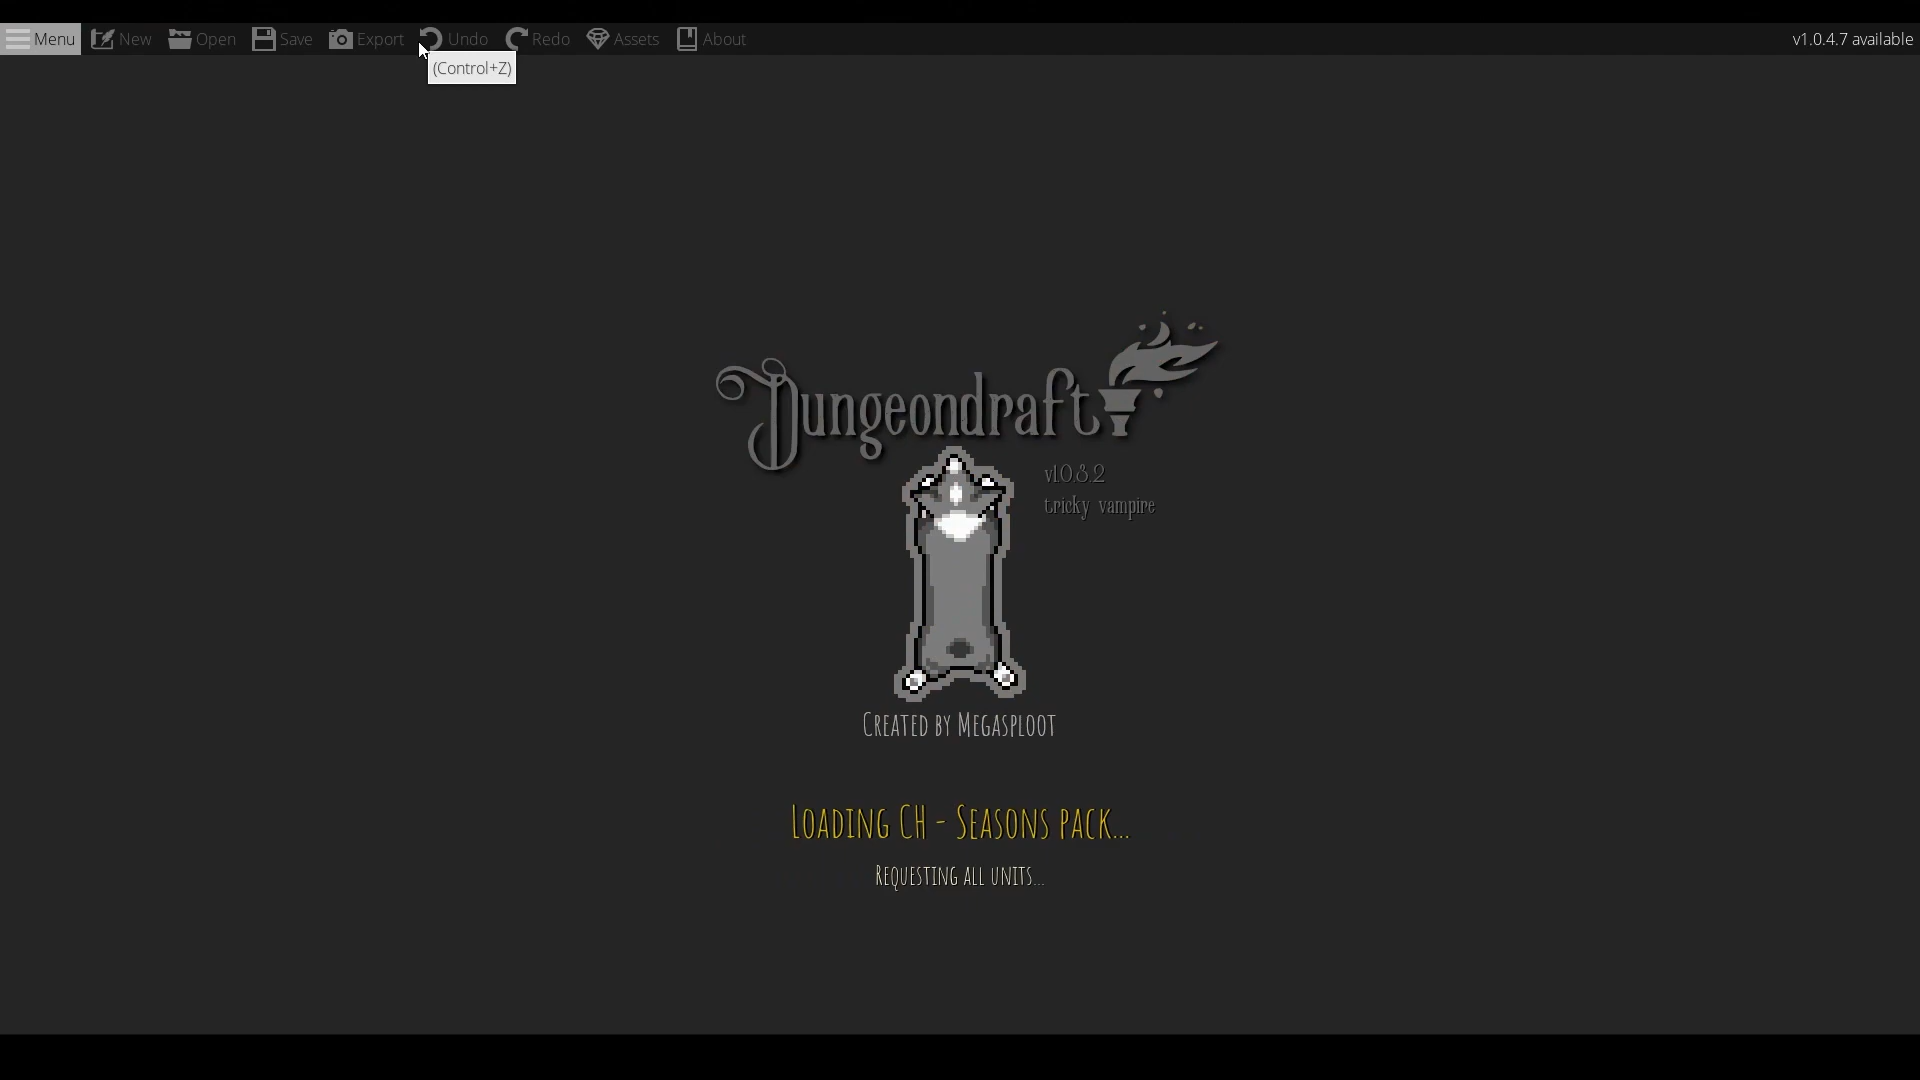 Menu New Open Save Export Undo Redo Assets About v1.0.4.7 available
(Control+Z)
Dungeondraft
v1.0.3.2
tricky vampire
Created by Megasploot
Loading CH - Seasons pack...
Requesting all units...